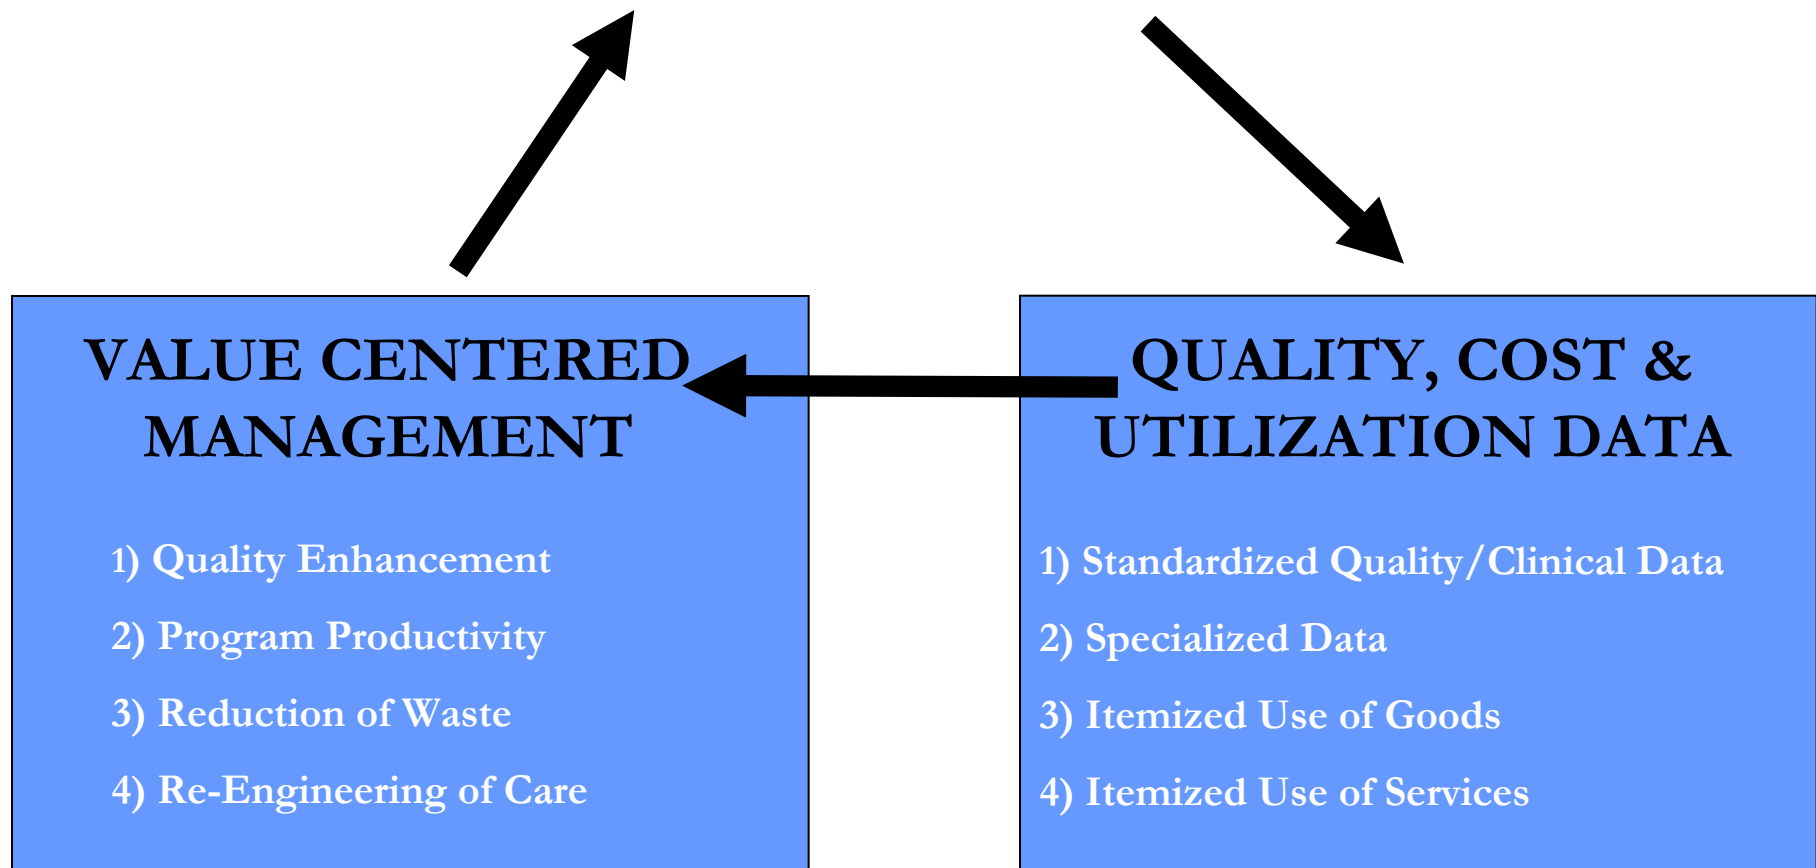 VALUE CENTERED
MANAGEMENT
1) Quality Enhancement
2) Program Productivity
3) Reduction of Waste
4) Re-Engineering of Care
QUALITY, COST &
UTILIZATION DATA
1) Standardized Quality/Clinical Data
2) Specialized Data
3) Itemized Use of Goods
4) Itemized Use of Services